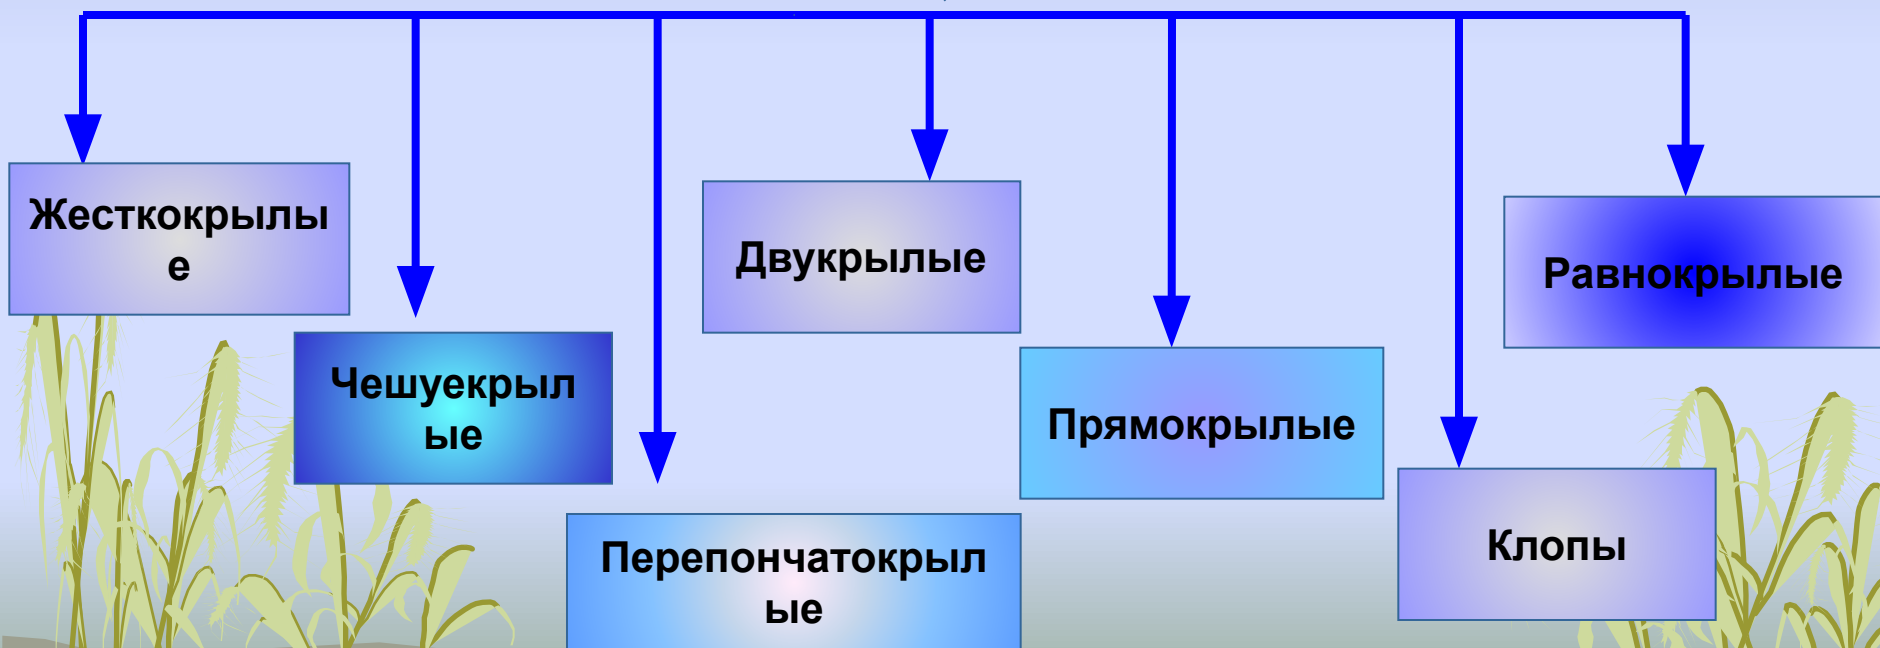 Жесткокрылы
е
Чешуекрыл
ые
Перепончатокрыл
ые
Двукрылые
Прямокрылые
Клопы
Равнокрылые